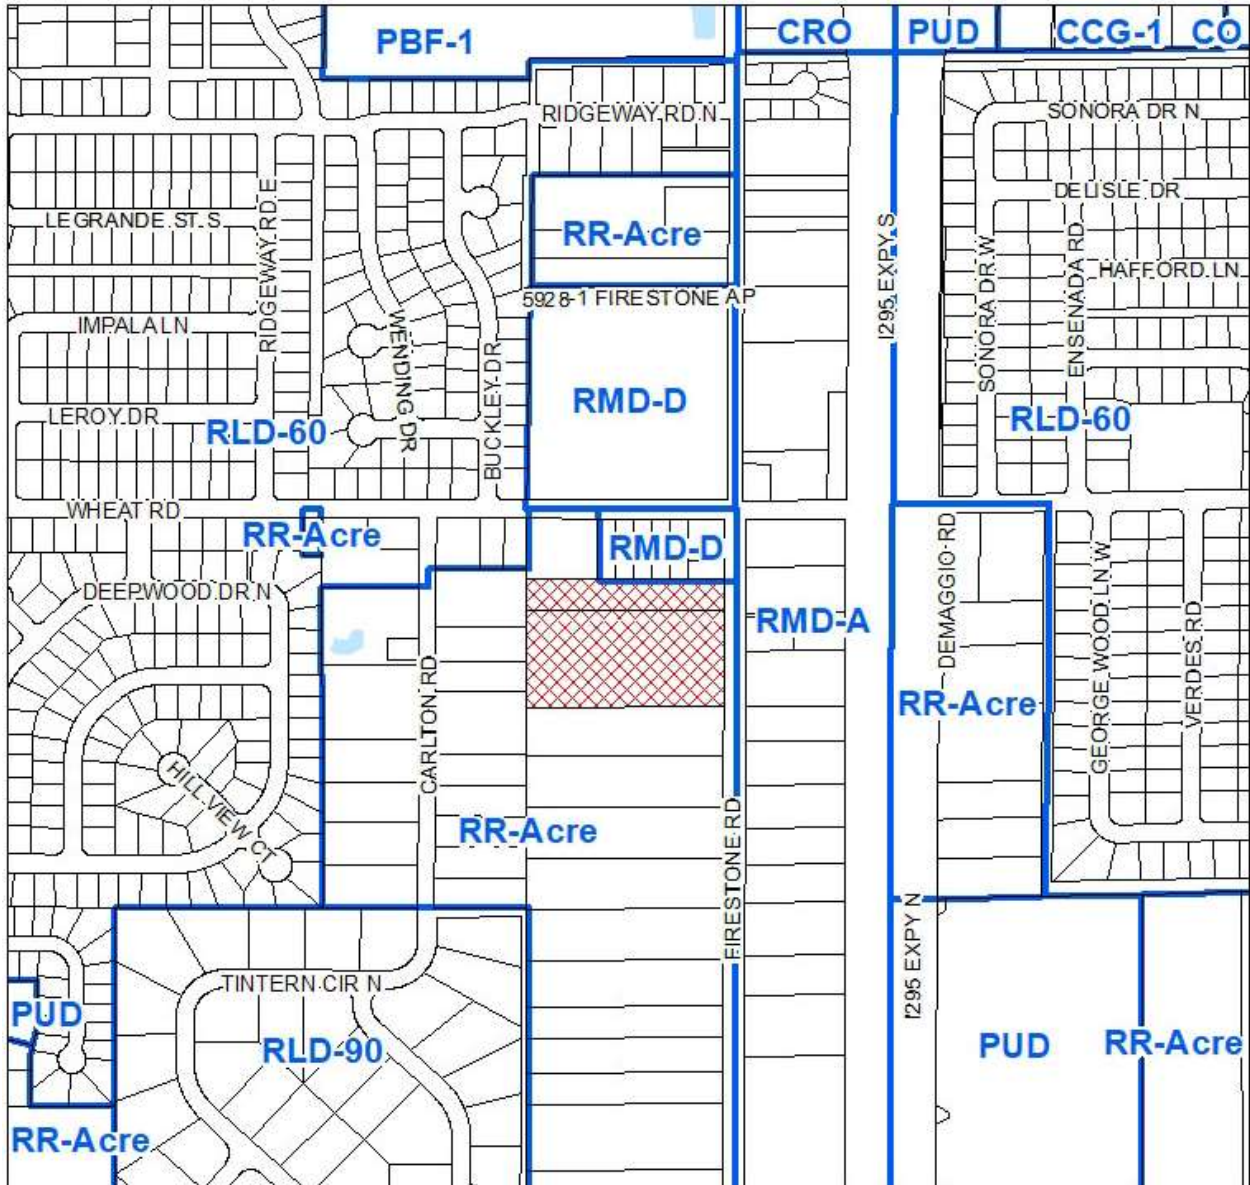 PBF-1
CRO
PUD
CCG-1
CO
RIDGEWAY RD N
SONORA DR N
DELISLE DR
LEGRANDE ST S
RIDGEWAY RD E
RR-Acre
I295 EXPY S
SONORA DR W
ENSENADA RD
HAFFORD LN
5928-1 FIRESTONE AP
IMPALA LN
WENDING DR
BUCKLEY DR
RMD-D
LEROY DR
RLD-60
RLD-60
WHEAT RD
RR-Acre
RMD-D
DEEPWOOD DR N
RMD-A
DEMAGGIO RD
GEORGE WOOD LN W
VERDES RD
CARLTON RD
RR-Acre
HILLVIEW CT
RR-Acre
FIRESTONE RD
I295 EXPY N
TINTERN CIR N
PUD
RLD-90
PUD
RR-Acre
RR-Acre